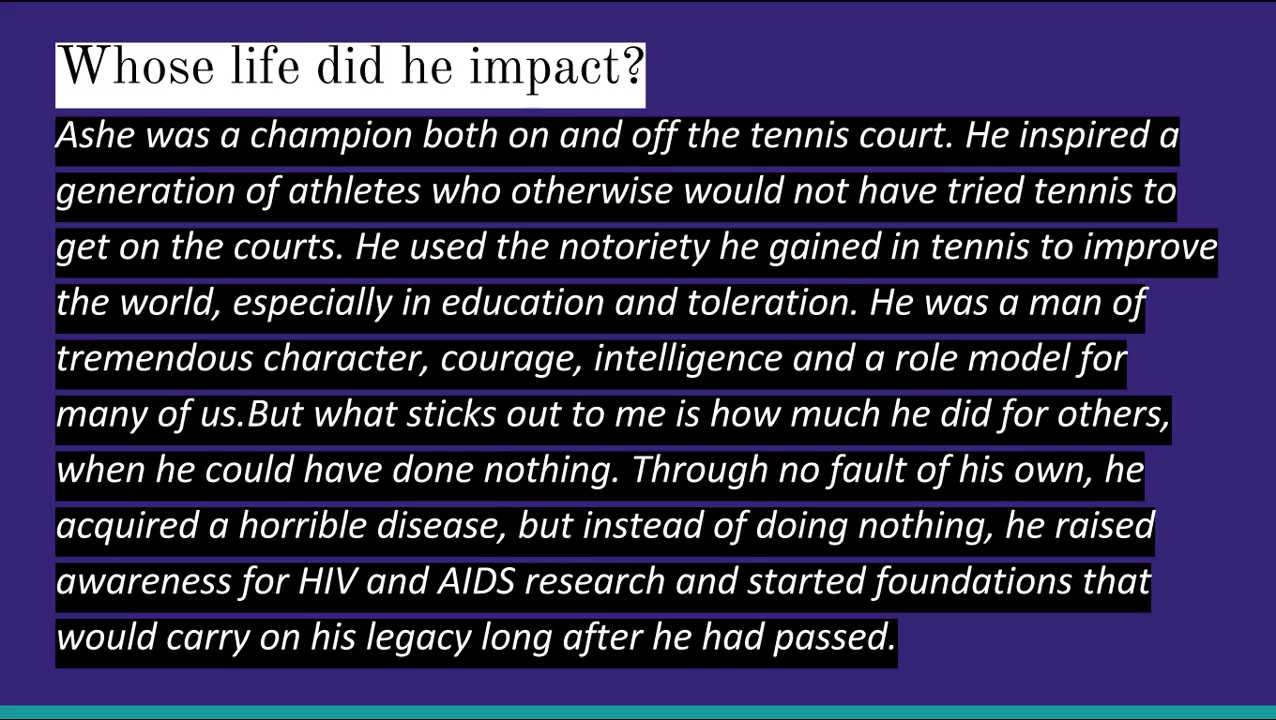 Whose life did he impact?
Ashe was a champion both on and off the tennis court. He inspired a
generation of athletes who otherwise would not have tried tennis to
get on the courts. He used the notoriety he gained in tennis to improve
the world, especially in education and toleration. He was a man of
tremendous character, courage, intelligence and a role model for
many of us.But what sticks out to me is how much he did for others,
when he could have done nothing. Through no fault of his own, he
acquired a horrible disease, but instead of doing nothing, he raised
awareness for HIV and AIDS research and started foundations that
would carry on his legacy long after he had passed.